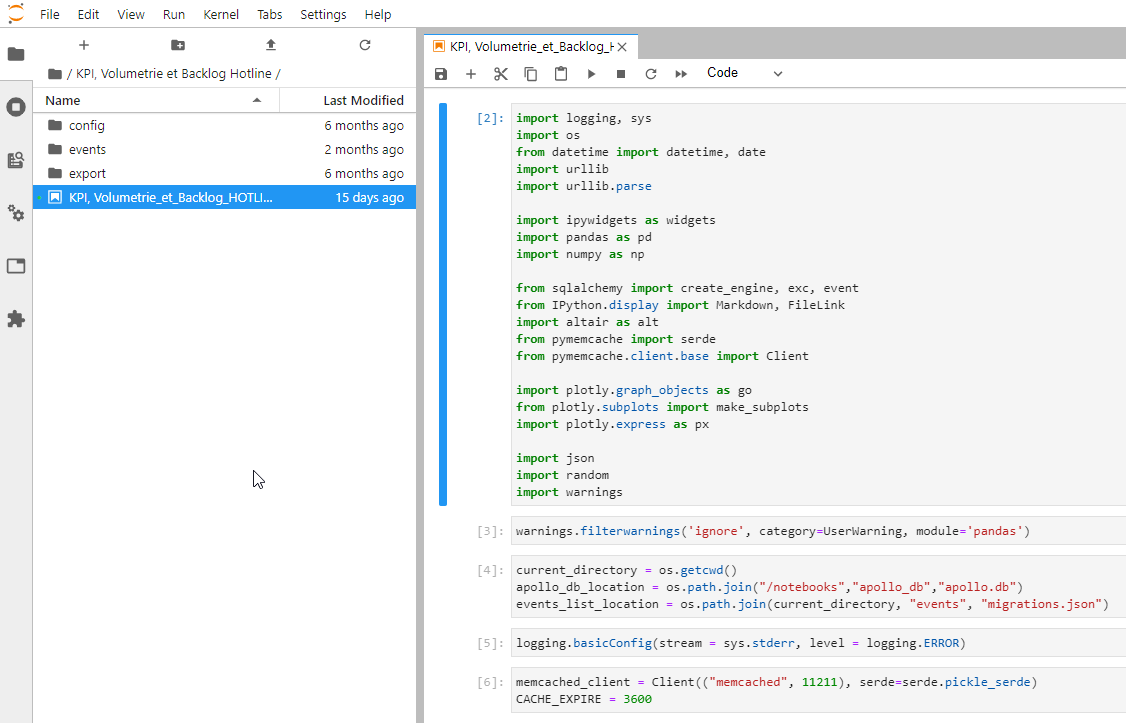 File Edit View Run Kernel Tabs Settings Help
/ KPI, Volumetrie et Backlog Hotline /
Name Last Modified
config 6 months ago
events 2 months ago
export 6 months ago
KPI, Volumetrie_et_Backlog_HOTLI... 15 days ago
KPI, Volumetrie_et_Backlog_H
Code
[2]: import logging, sys
import os
from datetime import datetime, date
import urllib
import urllib.parse
import ipywidgets as widgets
import pandas as pd
import numpy as np
from sqlalchemy import create_engine, exc, event
from IPython.display import Markdown, FileLink
import altair as alt
from pymemcache import serde
from pymemcache.client.base import Client
import plotly.graph_objects as go
from plotly.subplots import make_subplots
import plotly.express as px
import json
import random
import warnings
[3]: warnings.filterwarnings('ignore', category=UserWarning, module='pandas')
[4]: current_directory = os.getcwd()
apollo_db_location = os.path.join("/notebooks","apollo_db","apollo.db")
events_list_location = os.path.join(current_directory, "events", "migrations.json")
[5]: logging.basicConfig(stream = sys.stderr, level = logging.ERROR)
[6]: memcached_client = Client(("memcached", 11211), serde=serde.pickle_serde)
CACHE_EXPIRE = 3600